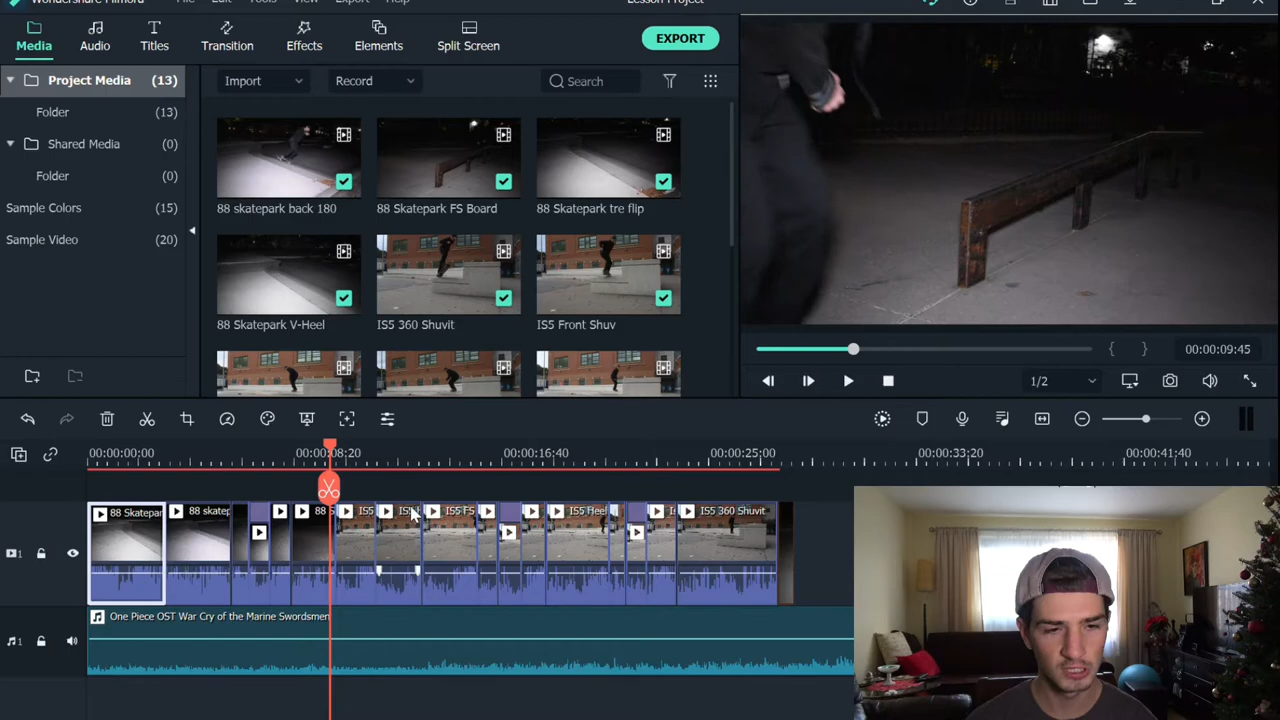 Wondershare Filmora File Edit Tools View Export Help Lesson Project
Media Audio Titles Transition Effects Elements Split Screen EXPORT
Project Media (13)
Folder (13)
Shared Media (0)
Folder (0)
Sample Colors (15)
Sample Video (20)
Import Record Search
88 skatepark back 180 88 Skatepark FS Board 88 Skatepark tre flip
88 Skatepark V-Heel IS5 360 Shuvit IS5 Front Shuv
00:00:09:45
1/2
00:00:00:00 00:00:08:20 00:00:16:40 00:00:25:00 00:00:33:20 00:00:41:40
88 Skatepar 88 skatep 88 S IS5 IS5 F IS5 FS IS5 Heel I IS5 360 Shuvit
1
One Piece OST War Cry of the Marine Swordsmen
1